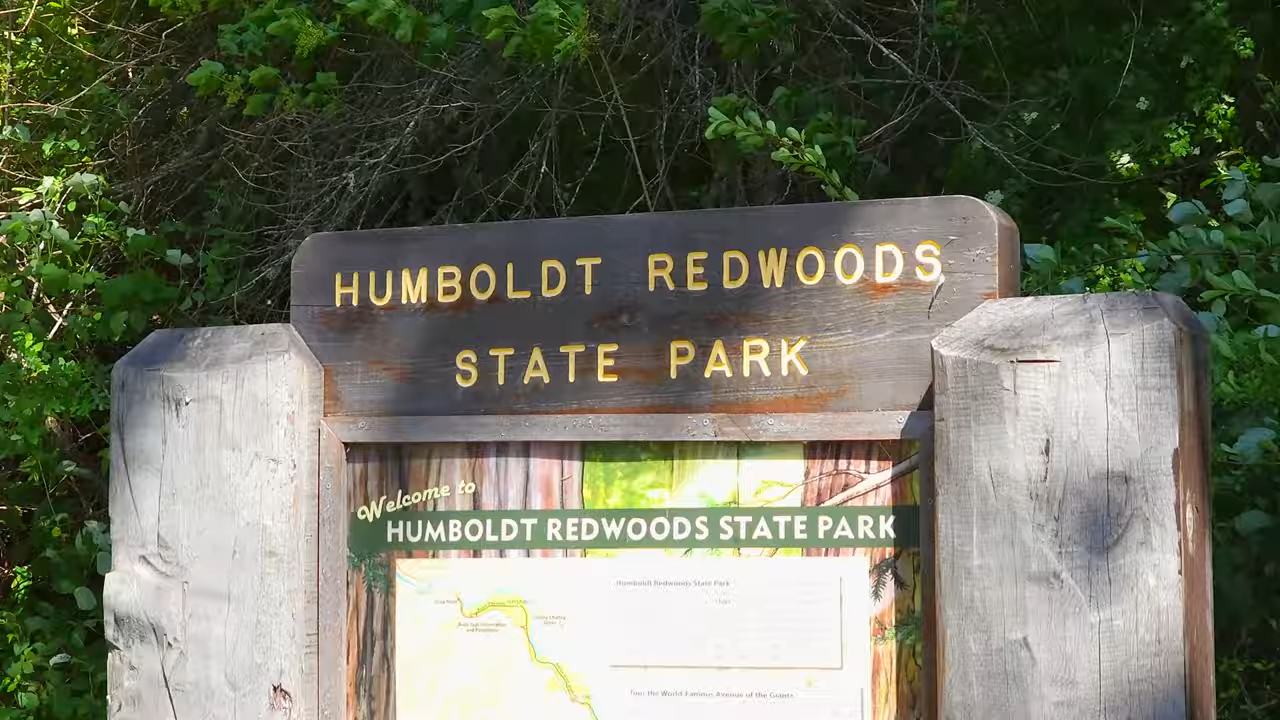 HUMBOLDT REDWOODS
STATE PARK
Welcome to
HUMBOLDT REDWOODS STATE PARK
Humboldt Redwoods State Park
Tour the World-Famous Avenue of the Giants